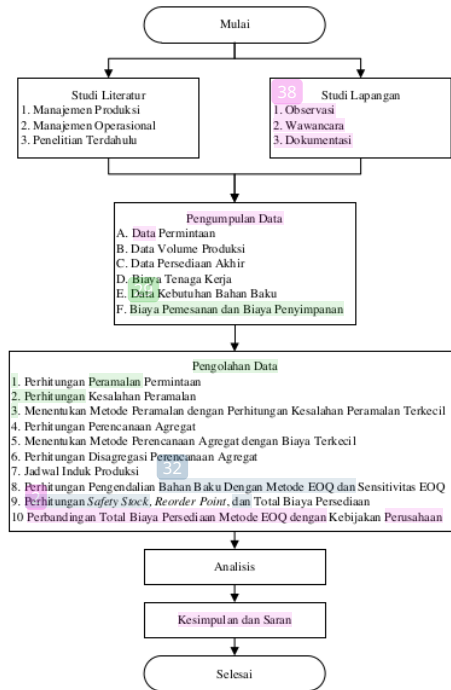 Mulai
Studi Literatur
1. Manajemen Produksi
2. Manajemen Operasional
3. Penelitian Terdahulu
38
Studi Lapangan
1. Observasi
2. Wawancara
3. Dokumentasi
Pengumpulan Data
A. Data Permintaan
B. Data Volume Produksi
C. Data Persediaan Akhir
D. Biaya Tenaga Kerja
E. Data Kebutuhan Bahan Baku
F. Biaya Pemesanan dan Biaya Penyimpanan
Pengolahan Data
1. Perhitungan Peramalan Permintaan
2. Perhitungan Kesalahan Peramalan
3. Menentukan Metode Peramalan dengan Perhitungan Kesalahan Peramalan Terkecil
4. Perhitungan Perencanaan Agregat
5. Menentukan Metode Perencanaan Agregat dengan Biaya Terkecil
6. Perhitungan Disagregasi Perencanaan Agregat
7. Jadwal Induk Produksi
32
8. Perhitungan Pengendalian Bahan Baku Dengan Metode EOQ dan Sensitivitas EOQ
9. Perhitungan Safety Stock, Reorder Point, dan Total Biaya Persediaan
10 Perbandingan Total Biaya Persediaan Metode EOQ dengan Kebijakan Perusahaan
Analisis
Kesimpulan dan Saran
Selesai